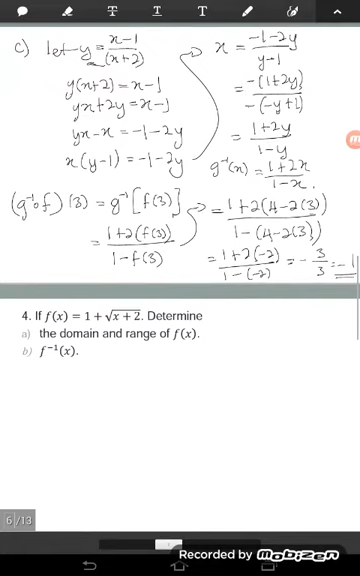 c) let y = x-1 / (x+2)
y(x+2) = x-1
yx+2y = x-1
yx-x = -1-2y
x(y-1) = -1-2y
x = -1-2y / y-1
= -(1+2y) / -(-y+1)
= 1+2y / 1-y
g⁻¹(x) = 1+2x / 1-x.
(g⁻¹of)(3) = g⁻¹[f(3)]
= 1+2(f(3)) / 1-f(3)
= 1+2(4-2(3)) / 1-(4-2(3))
= 1+2(-2) / 1-(-2) = -3/3 = -1
4. If f(x) = 1 + √x + 2. Determine
a) the domain and range of f(x).
b) f⁻¹(x).
6/13
Recorded by mobizen